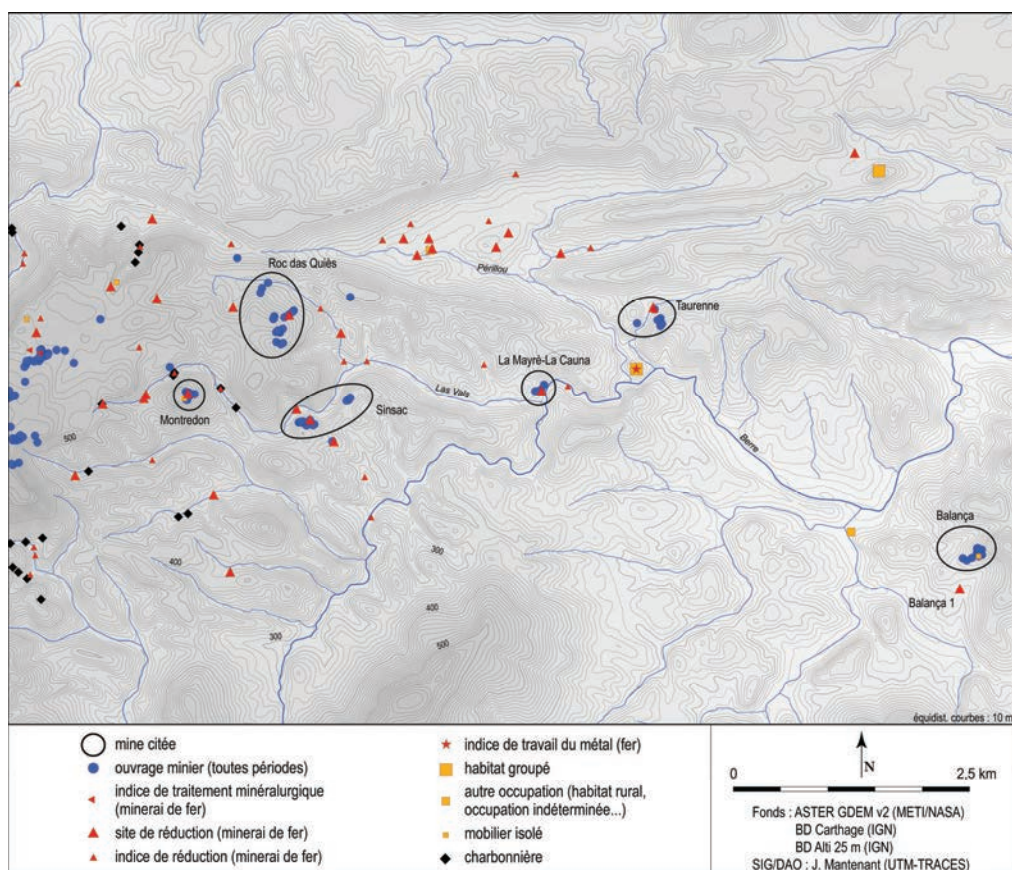 Périllou
Roc das Quiès
Taurenne
La Mayrè-La Cauna
Las Vals
Sinsac
Montredon
500
Berre
Balança
300
400
Balança 1
400
300
500
équidist. courbes : 10 m
mine citée
ouvrage minier (toutes périodes)
indice de traitement minéralurgique
(minerai de fer)
site de réduction (minerai de fer)
indice de réduction (minerai de fer)
indice de travail du métal (fer)
habitat groupé
autre occupation (habitat rural,
occupation indéterminée...)
mobilier isolé
charbonnière
N
0 2,5 km
Fonds : ASTER GDEM v2 (METI/NASA)
BD Carthage (IGN)
BD Alti 25 m (IGN)
SIG/DAO : J. Mantenant (UTM-TRACES)